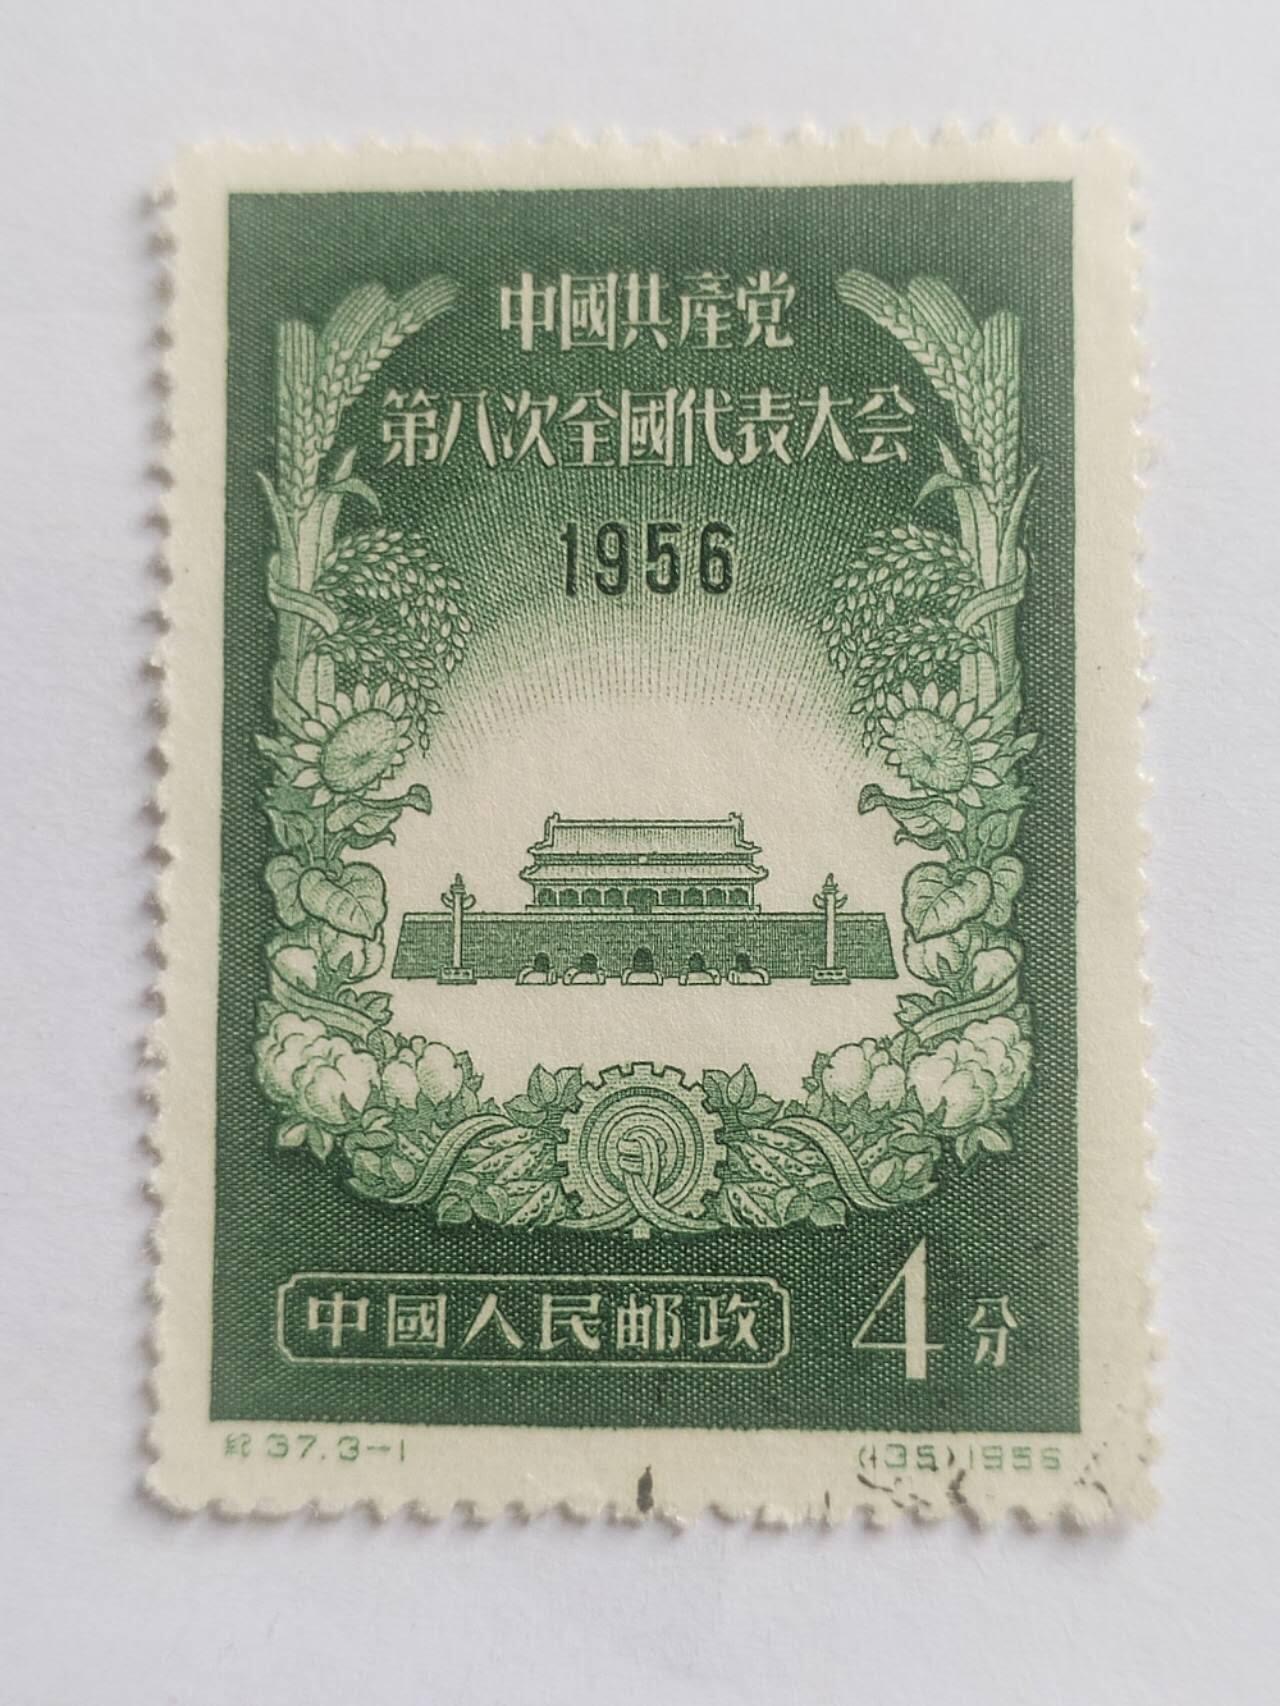 中國共產党
第八次全國代表大会
1956
中國人民邮政
4分
紀37.3-1
(135)1956